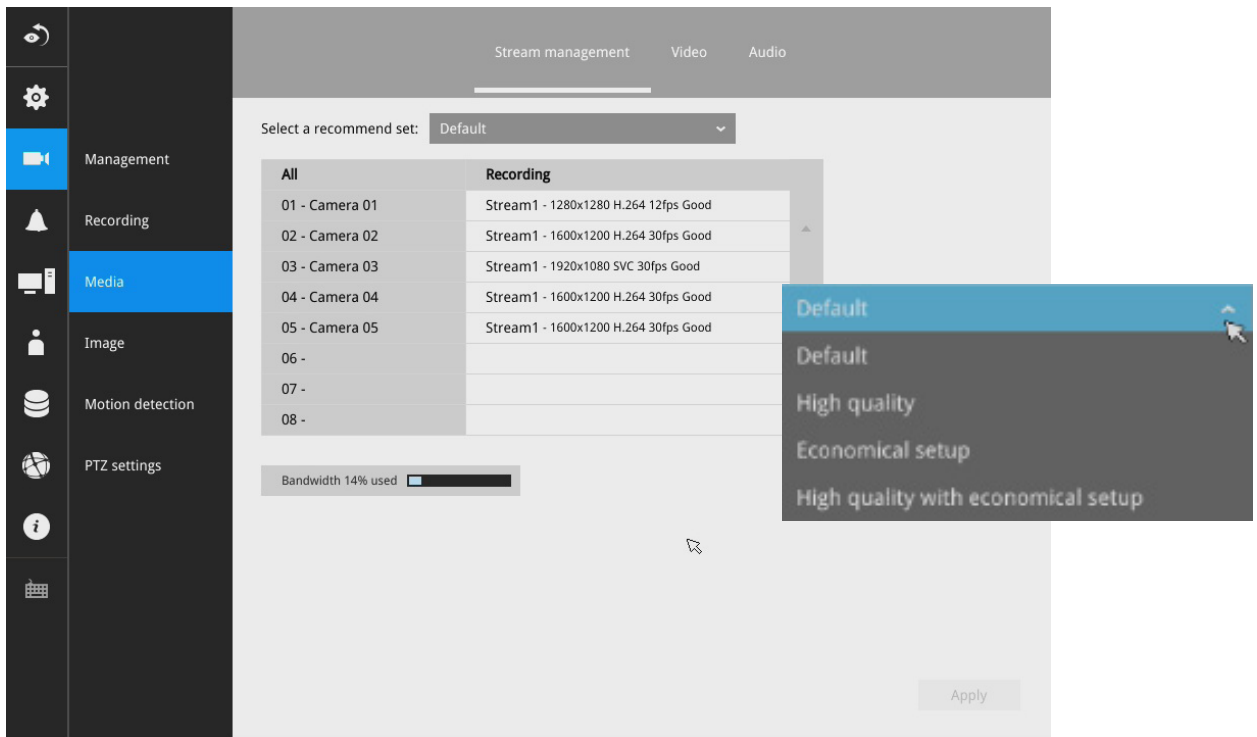 Stream management Video Audio
Select a recommend set: Default
All Recording
01 - Camera 01 Stream1 - 1280x1280 H.264 12fps Good
02 - Camera 02 Stream1 - 1600x1200 H.264 30fps Good
03 - Camera 03 Stream1 - 1920x1080 SVC 30fps Good
04 - Camera 04 Stream1 - 1600x1200 H.264 30fps Good
05 - Camera 05 Stream1 - 1600x1200 H.264 30fps Good
06 -
07 -
08 -
Bandwidth 14% used
Management
Recording
Media
Image
Motion detection
PTZ settings
Default
Default
High quality
Economical setup
High quality with economical setup
Apply
i